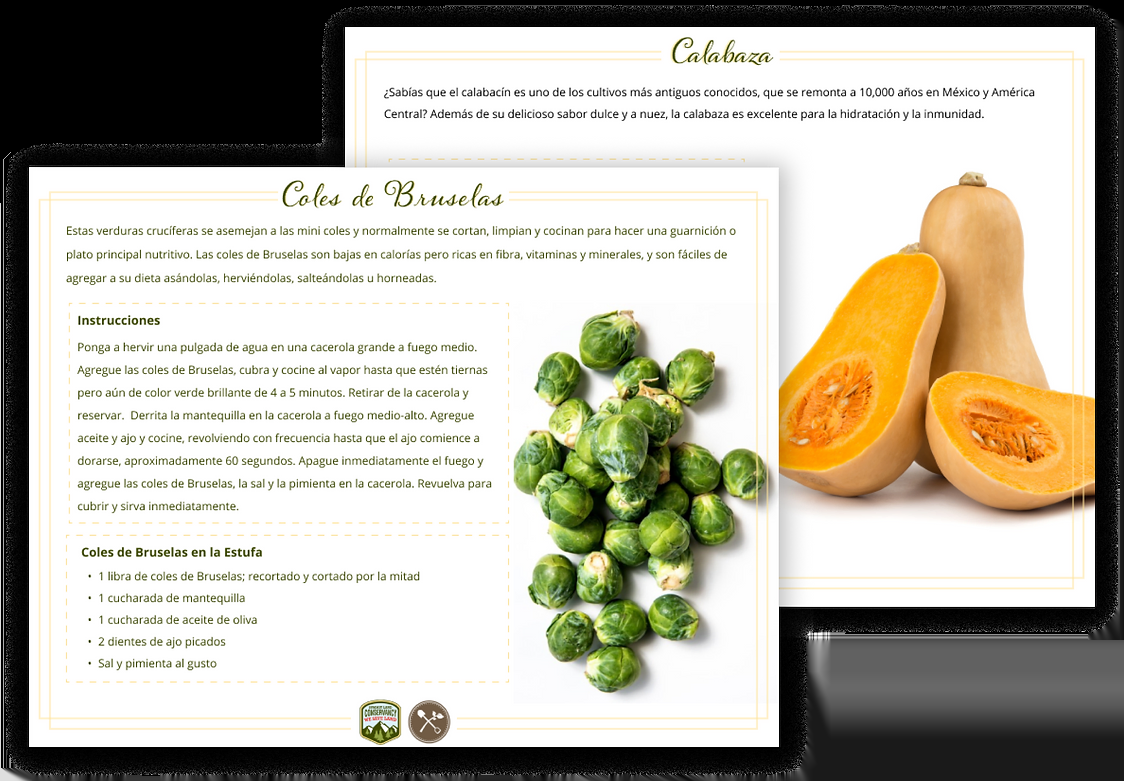 Calabaza
¿Sabías que el calabacín es uno de los cultivos más antiguos conocidos, que se remonta a 10,000 años en México y América
Central? Además de su delicioso sabor dulce y a nuez, la calabaza es excelente para la hidratación y la inmunidad.
Coles de Bruselas
Estas verduras crucíferas se asemejan a las mini coles y normalmente se cortan, limpian y cocinan para hacer una guarnición o
plato principal nutritivo. Las coles de Bruselas son bajas en calorías pero ricas en fibra, vitaminas y minerales, y son fáciles de
agregar a su dieta asándolas, herviéndolas, salteándolas u horneadas.
Instrucciones
Ponga a hervir una pulgada de agua en una cacerola grande a fuego medio.
Agregue las coles de Bruselas, cubra y cocine al vapor hasta que estén tiernas
pero aún de color verde brillante de 4 a 5 minutos. Retirar de la cacerola y
reservar. Derrita la mantequilla en la cacerola a fuego medio-alto. Agregue
aceite y ajo y cocine, revolviendo con frecuencia hasta que el ajo comience a
dorarse, aproximadamente 60 segundos. Apague inmediatamente el fuego y
agregue las coles de Bruselas, la sal y la pimienta en la cacerola. Revuelva para
cubrir y sirva inmediatamente.
Coles de Bruselas en la Estufa
• 1 libra de coles de Bruselas; recortado y cortado por la mitad
• 1 cucharada de mantequilla
• 1 cucharada de aceite de oliva
• 2 dientes de ajo picados
• Sal y pimienta al gusto
CONSERVANCY
WE SAVE LAND